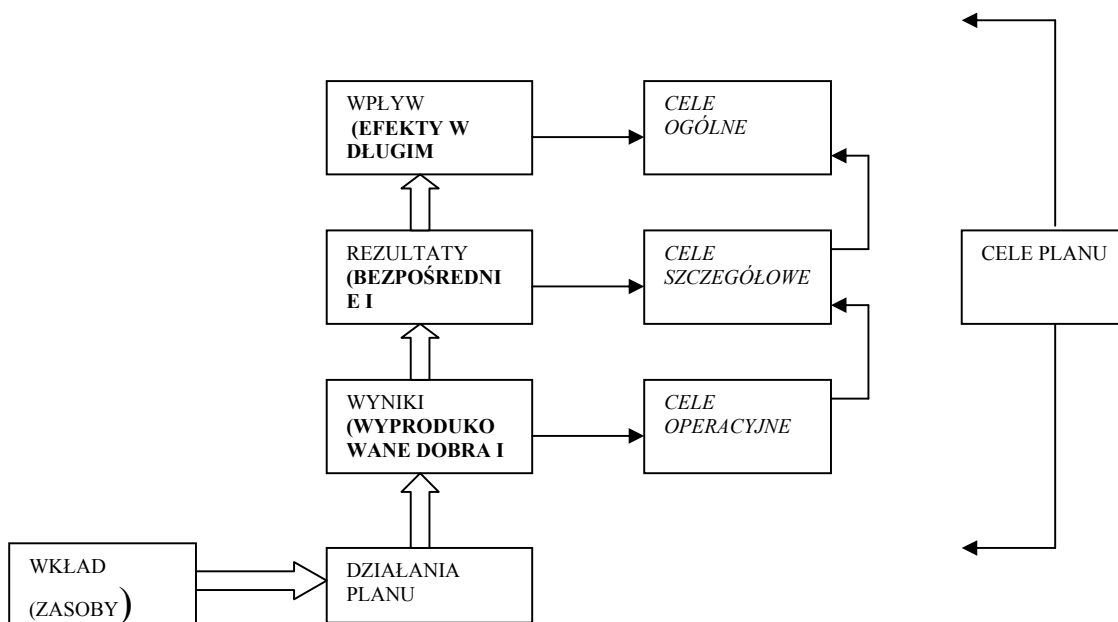 WPŁYW
(EFEKTY W
DŁUGIM
CELE
OGÓLNE
REZULTATY
(BEZPOŚREDNI
E I
CELE
SZCZEGÓŁOWE
CELE PLANU
WYNIKI
(WYPRODUKO
WANE DOBRA I
CELE
OPERACYJNE
WKŁAD
(ZASOBY)
DZIAŁANIA
PLANU